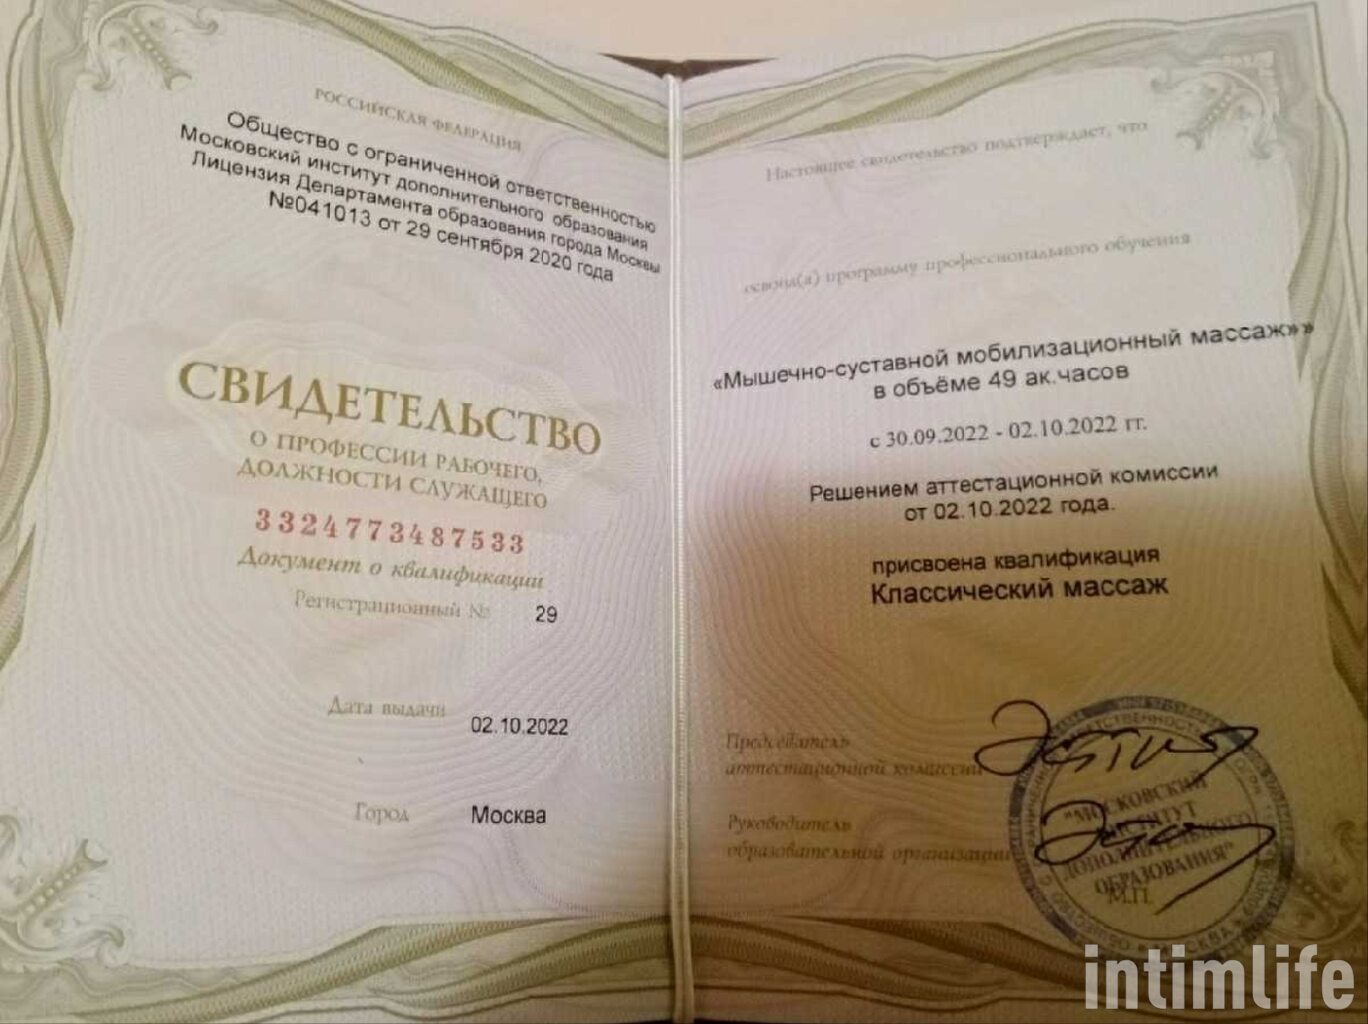 РОССИЙСКАЯ ФЕДЕРАЦИЯ
Общество с ограниченной ответственностью
Московский институт дополнительного образования
Лицензия Департамента образования города Москвы
№041013 от 29 сентября 2020 года
СВИДЕТЕЛЬСТВО
О ПРОФЕССИИ РАБОЧЕГО,
ДОЛЖНОСТИ СЛУЖАЩЕГО
3324773487533
Документ о квалификации
Регистрационный № 29
Дата выдачи 02.10.2022
Город Москва
Настоящее свидетельство подтверждает, что
освоил(а) программу профессионального обучения
«Мышечно-суставной мобилизационный массаж»»
в объёме 49 ак.часов
с 30.09.2022 - 02.10.2022 гг.
Решением аттестационной комиссии
от 02.10.2022 года.
присвоена квалификация
Классический массаж
Председатель
аттестационной комиссии
Руководитель
образовательной организации
"МОСКОВСКИЙ
ИНСТИТУТ
ДОПОЛНИТЕЛЬНОГО
ОБРАЗОВАНИЯ"
М.П.
intimlife